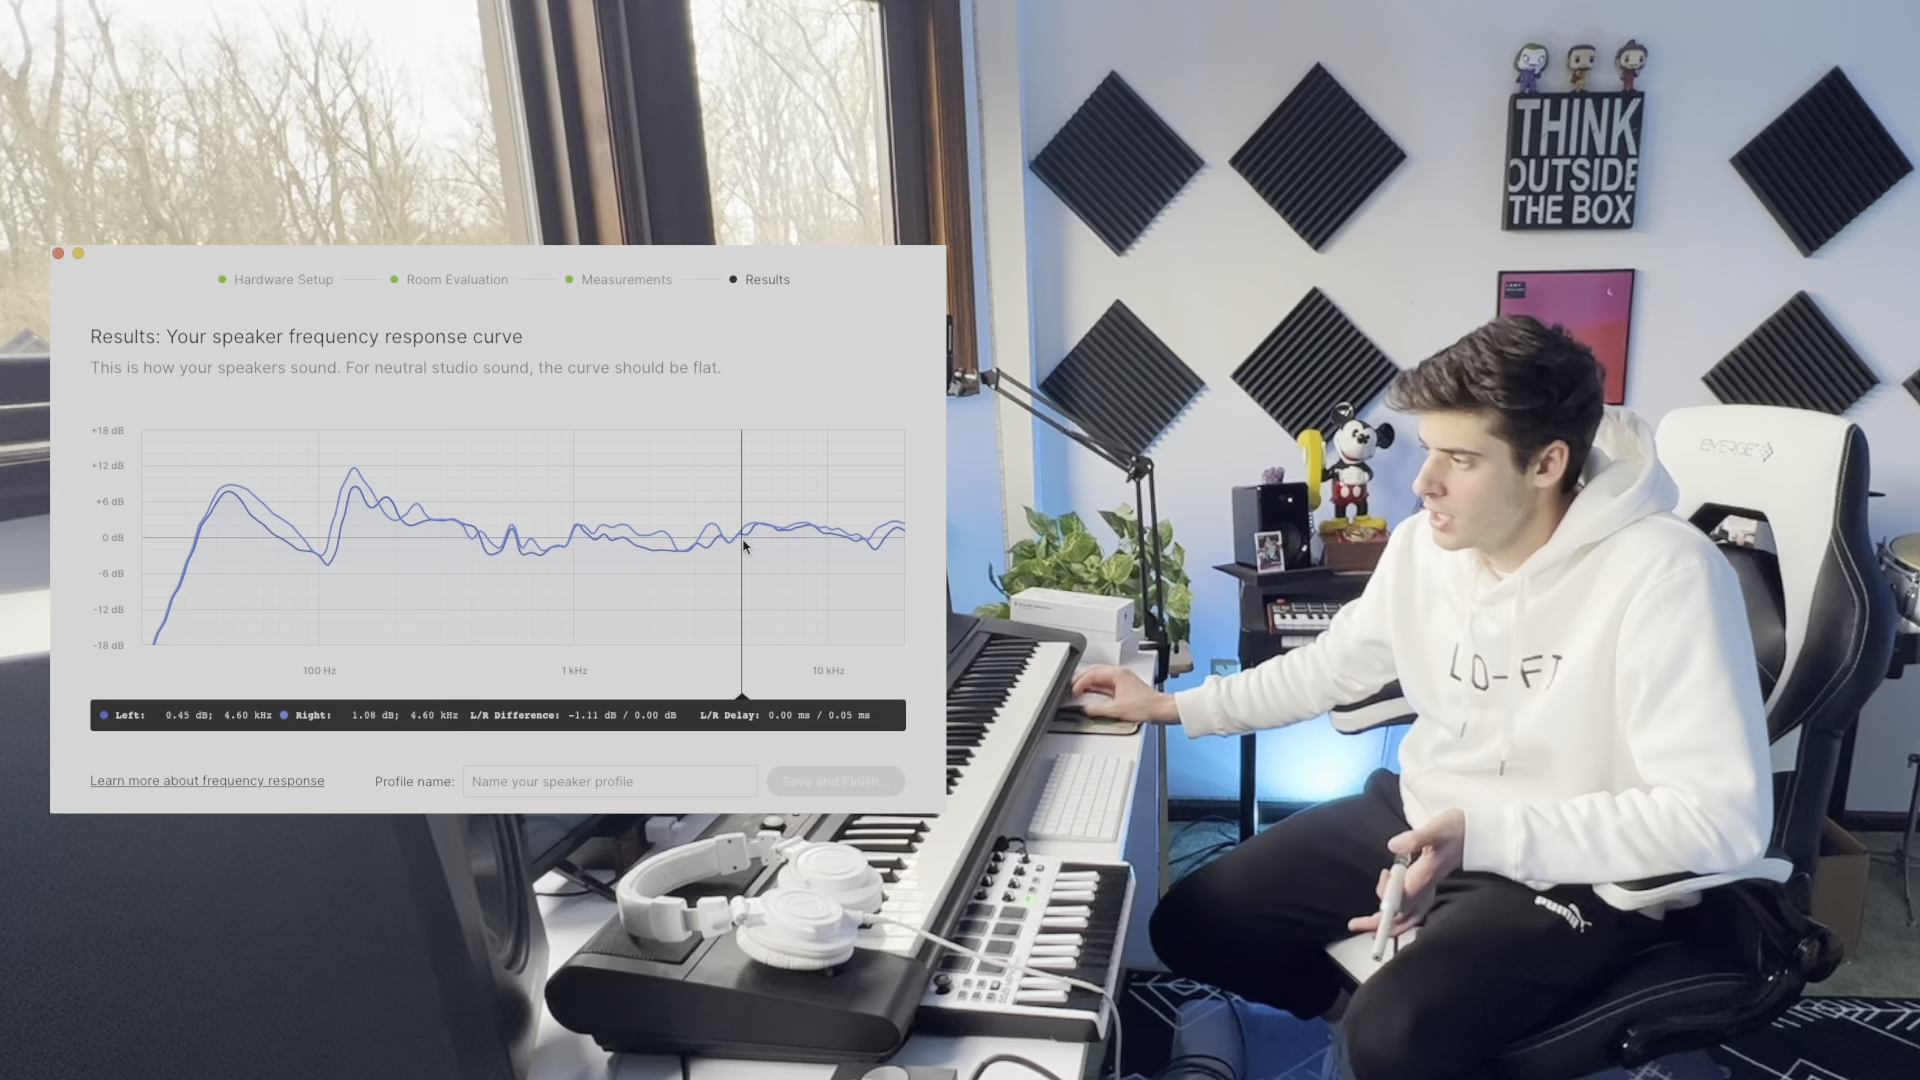 THINK
OUTSIDE
THE BOX
Hardware Setup
Room Evaluation
Measurements
Results
Results: Your speaker frequency response curve
This is how your speakers sound. For neutral studio sound, the curve should be flat.
+18 dB
+12 dB
+6 dB
0 dB
-6 dB
-12 dB
-18 dB
100 Hz
1 kHz
10 kHz
Left: 0.45 dB; 4.60 kHz Right: 1.08 dB; 4.60 kHz L/R Difference: -1.11 dB / 0.00 dB L/R Delay: 0.00 ms / 0.05 ms
Learn more about frequency response
Profile name:
Name your speaker profile
Save and Finish...
EMERGE
LO-FI
PUMA